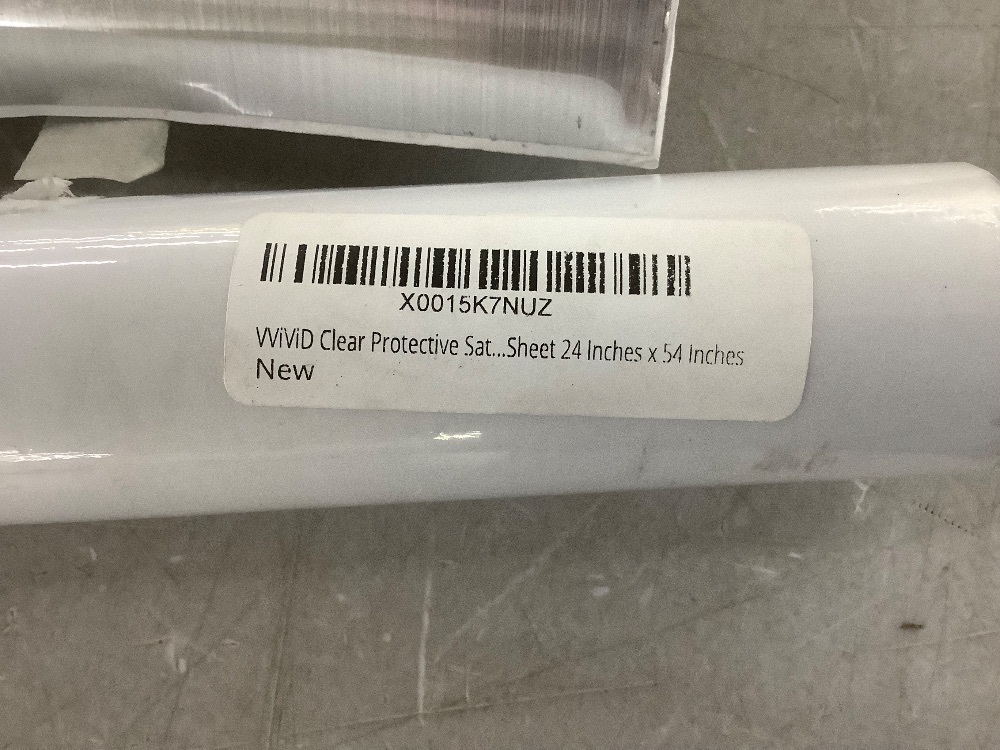 X0015K7NUZ
VViViD Clear Protective Sat...Sheet 24 Inches x 54 Inches
New